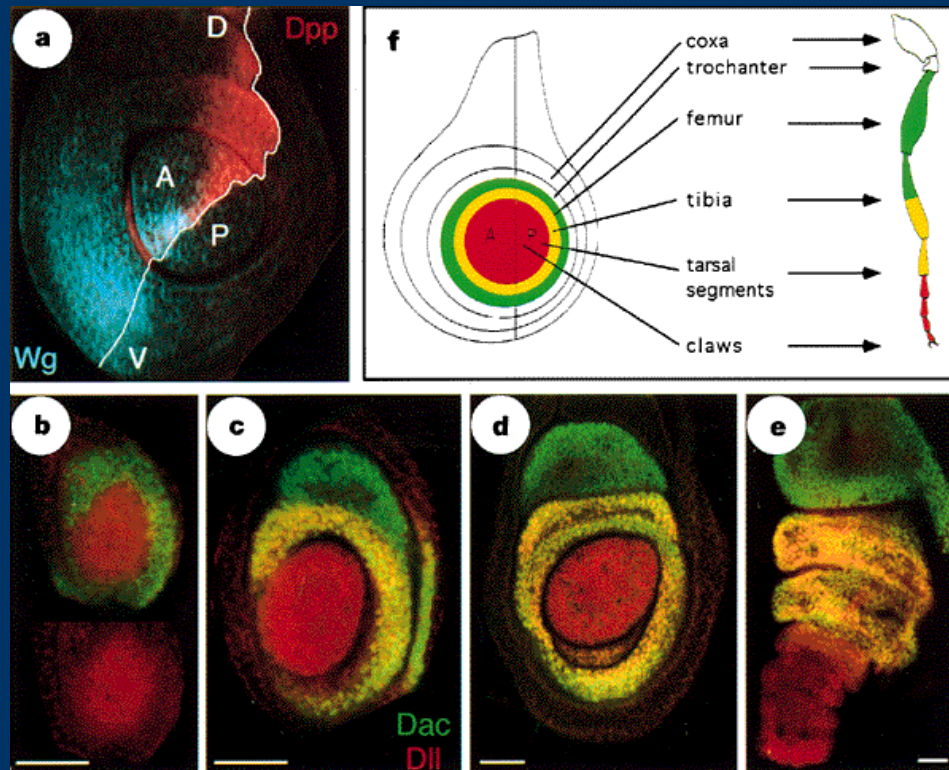 a
D
Dpp
A
P
Wg
V
f
coxa
trochanter
femur
tibia
tarsal
segments
claws
A P
b
c
Dac
Dll
d
e